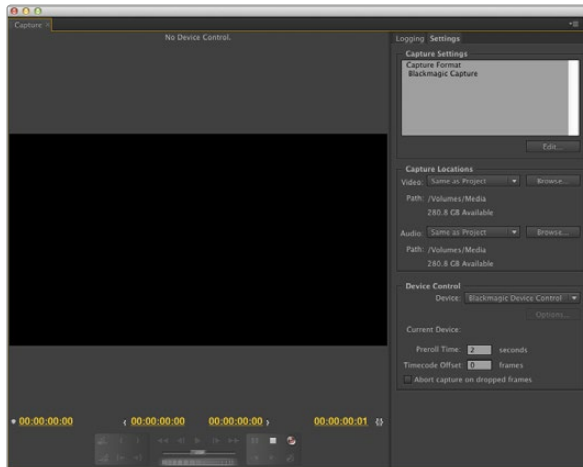 Capture ×
No Device Control.
Logging Settings
Capture Settings
Capture Format
Blackmagic Capture
Edit...
Capture Locations
Video: Same as Project Browse...
Path: /Volumes/Media
280.8 GB Available
Audio: Same as Project Browse...
Path: /Volumes/Media
280.8 GB Available
Device Control
Device: Blackmagic Device Control
Options...
Current Device:
Preroll Time: 2 seconds
Timecode Offset: 0 frames
Abort capture on dropped frames
00:00:00:00 { 00:00:00:00 00:00:00:00 } 00:00:00:01 {}